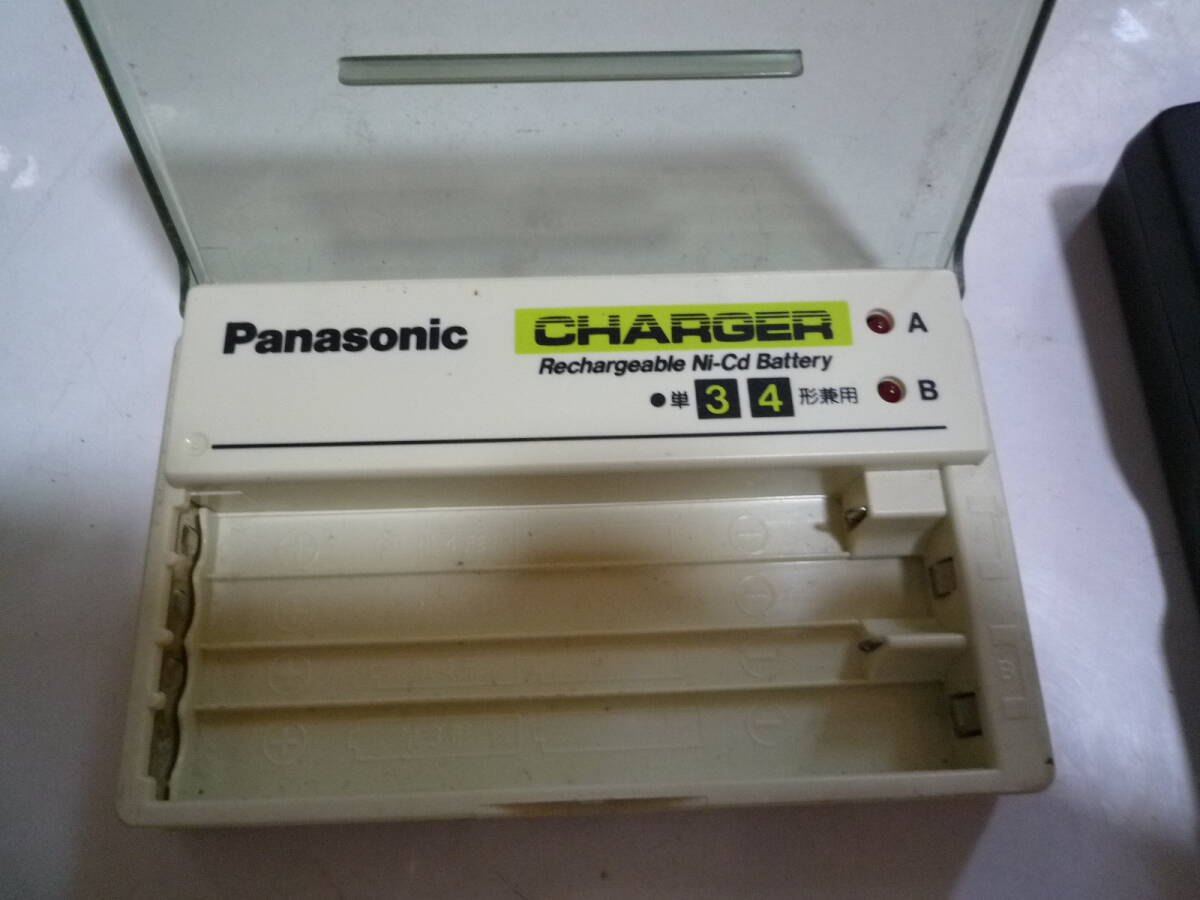 Panasonic
CHARGER
Rechargeable Ni-Cd Battery
●単34形兼用
A
B